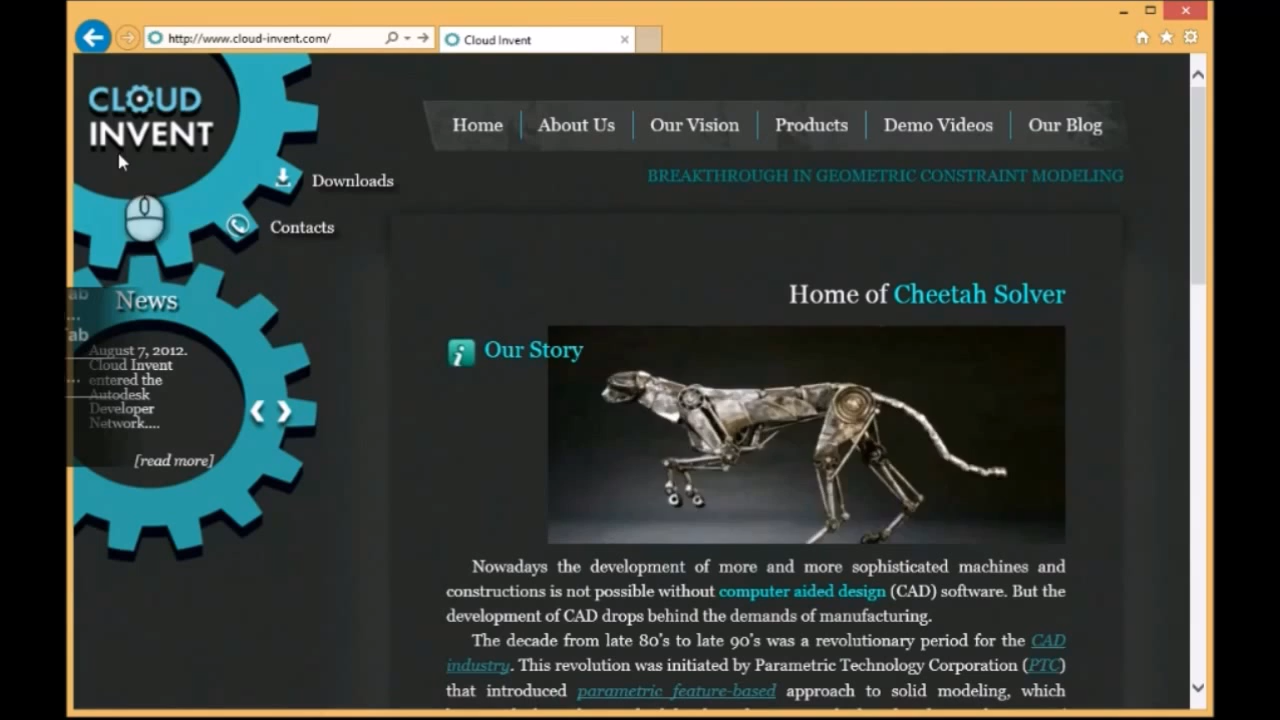 http://www.cloud-invent.com/
Cloud Invent
CLOUD
INVENT
Home
About Us
Our Vision
Products
Demo Videos
Our Blog
BREAKTHROUGH IN GEOMETRIC CONSTRAINT MODELING
Downloads
Contacts
News
August 7, 2012.
Cloud Invent
entered the
Autodesk
Developer
Network....
[read more]
Home of Cheetah Solver
Our Story
Nowadays the development of more and more sophisticated machines and
constructions is not possible without computer aided design (CAD) software. But the
development of CAD drops behind the demands of manufacturing.
The decade from late 80's to late 90's was a revolutionary period for the CAD
industry. This revolution was initiated by Parametric Technology Corporation (PTC)
that introduced parametric feature-based approach to solid modeling, which